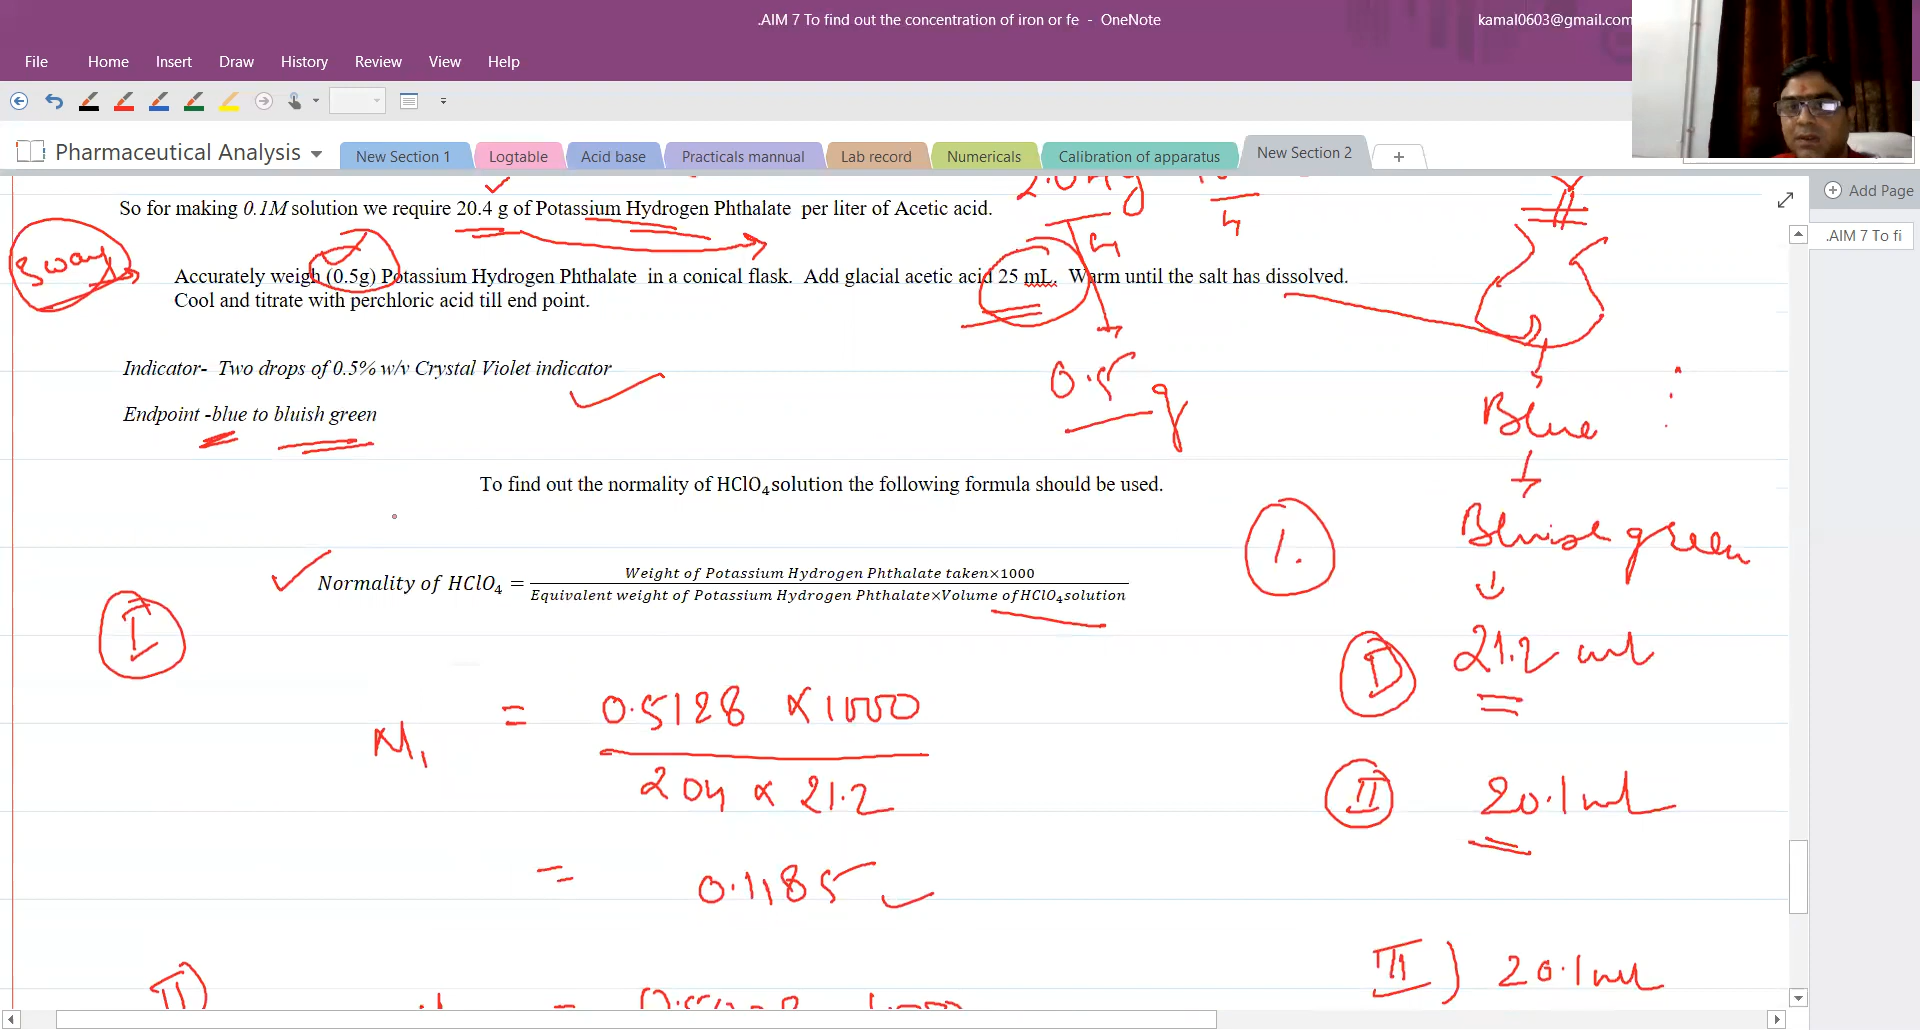 .AIM 7 To find out the concentration of iron or fe - OneNote
kamal0603@gmail.com
File Home Insert Draw History Review View Help
Pharmaceutical Analysis
New Section 1 Logtable Acid base Practicals mannual Lab record Numericals Calibration of apparatus New Section 2 +
Add Page
.AIM 7 To fi
So for making 0.1M solution we require 20.4 g of Potassium Hydrogen Phthalate per liter of Acetic acid.
3 way
Accurately weigh (0.5g) Potassium Hydrogen Phthalate in a conical flask. Add glacial acetic acid 25 mL. Warm until the salt has dissolved.
Cool and titrate with perchloric acid till end point.
Indicator- Two drops of 0.5% w/v Crystal Violet indicator
0.5 g
Blue
Endpoint -blue to bluish green
To find out the normality of HClO₄ solution the following formula should be used.
1.
Bluise green
Normality of HClO₄ = Weight of Potassium Hydrogen Phthalate taken×1000
Equivalent weight of Potassium Hydrogen Phthalate×Volume of HClO₄ solution
I
I 21.2 ml
= 0.5128 × 1000
204 × 21.2
II 20.1 ml
= 0.1185
III) 20.1 ml
II